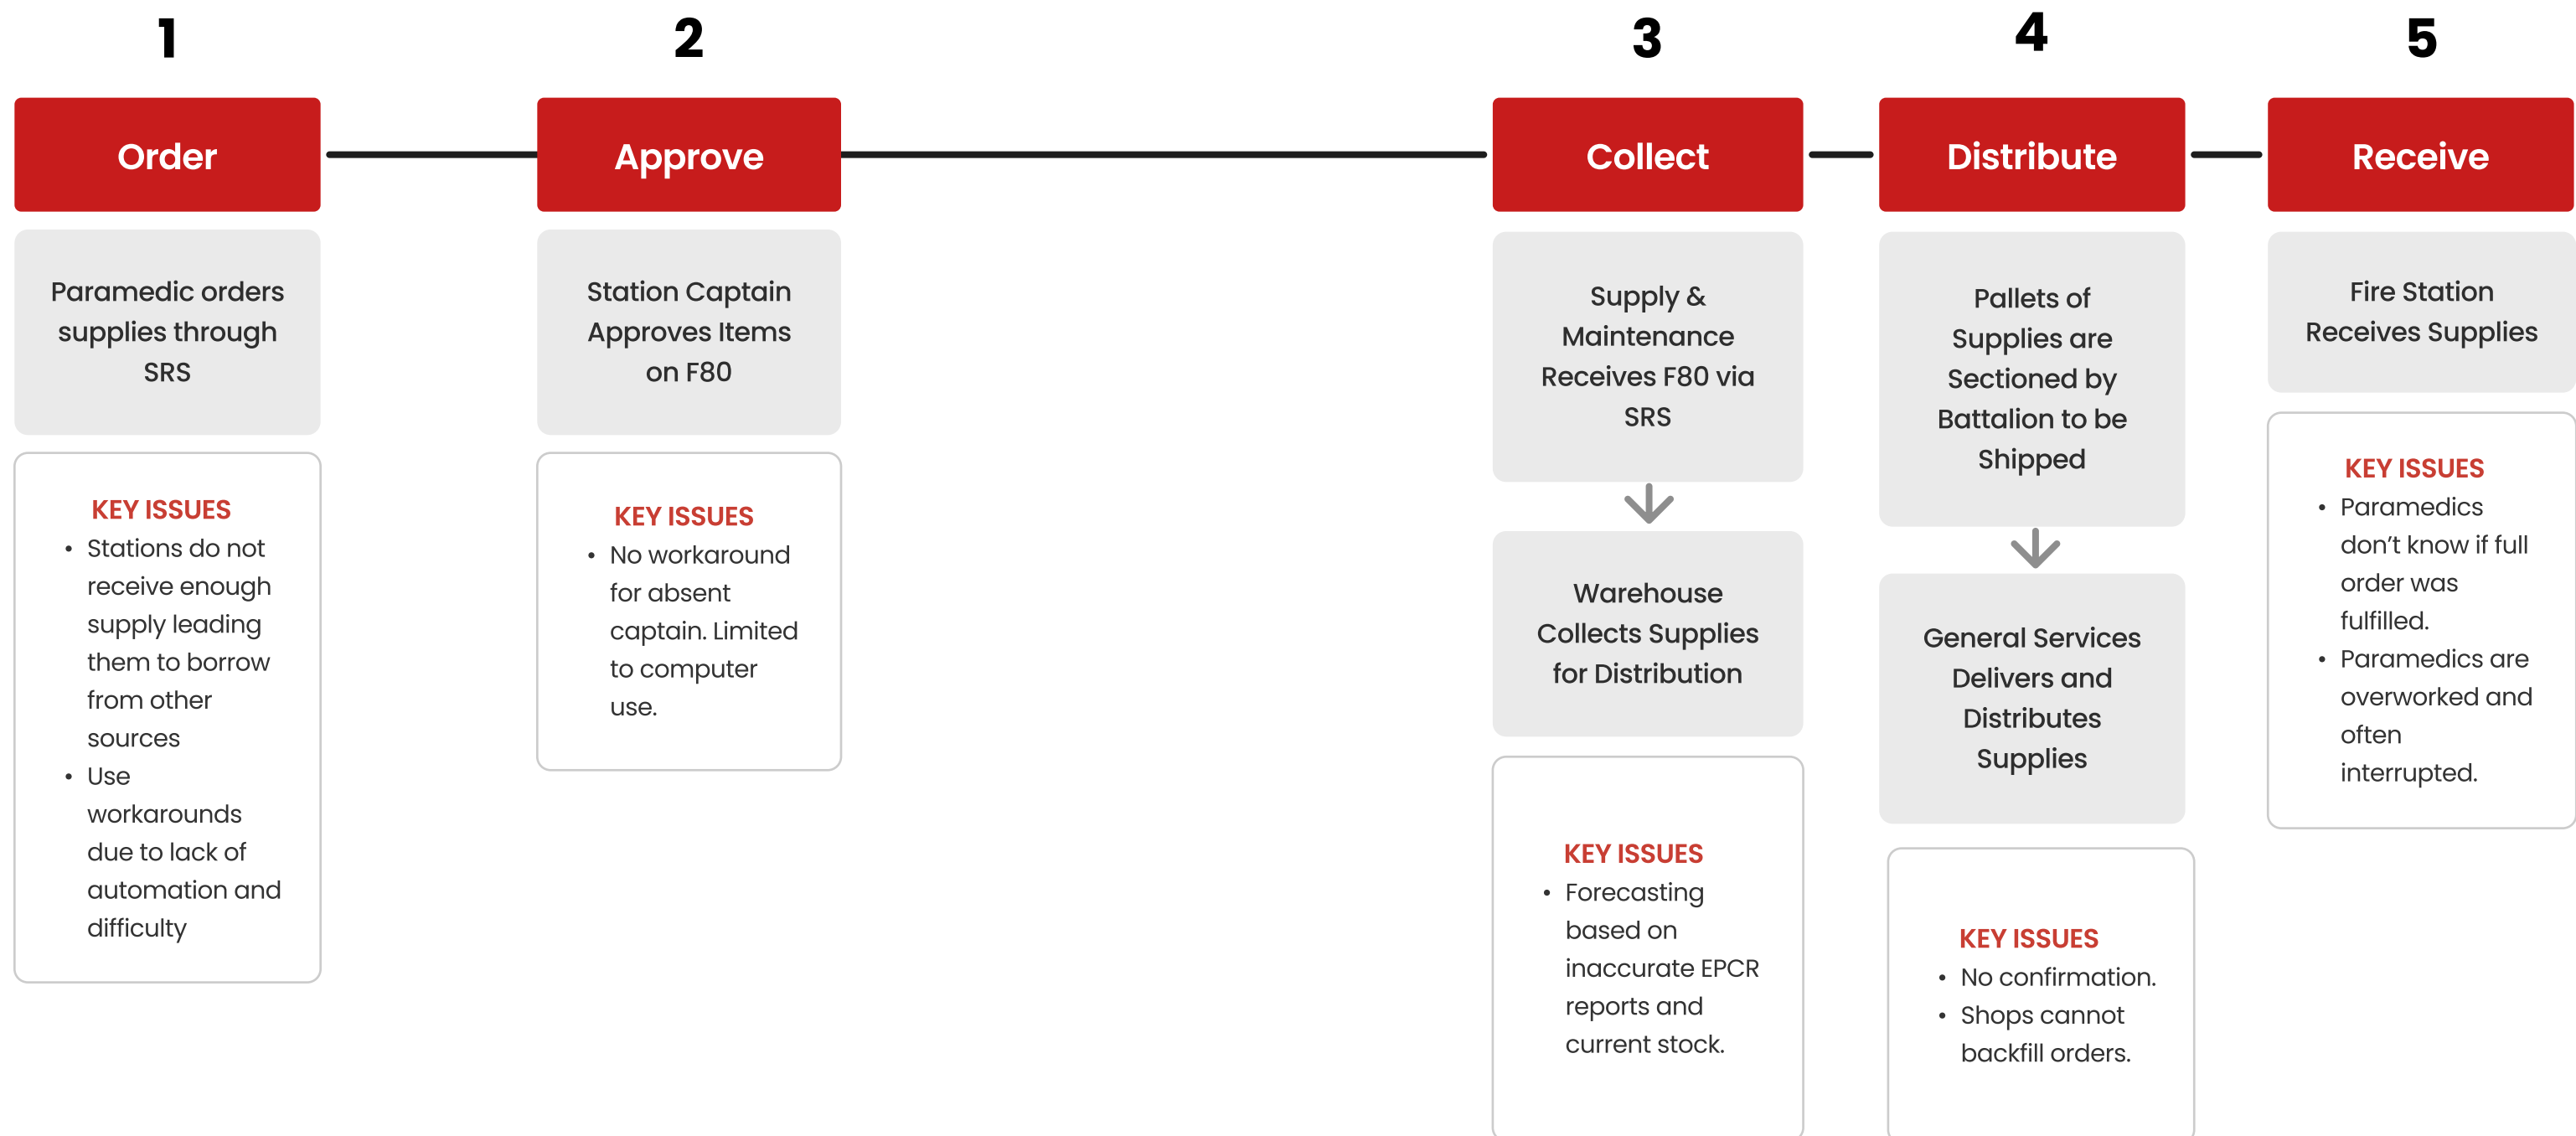 1
2
3
4
5
Order
Approve
Collect
Distribute
Receive
Paramedic orders
supplies through
SRS
KEY ISSUES
• Stations do not
receive enough
supply leading
them to borrow
from other
sources
• Use
workarounds
due to lack of
automation and
difficulty
Station Captain
Approves Items
on F80
KEY ISSUES
• No workaround
for absent
captain. Limited
to computer
use.
Supply &
Maintenance
Receives F80 via
SRS
Warehouse
Collects Supplies
for Distribution
KEY ISSUES
• Forecasting
based on
inaccurate EPCR
reports and
current stock.
Pallets of
Supplies are
Sectioned by
Battalion to be
Shipped
General Services
Delivers and
Distributes
Supplies
KEY ISSUES
• No confirmation.
• Shops cannot
backfill orders.
Fire Station
Receives Supplies
KEY ISSUES
• Paramedics
don’t know if full
order was
fulfilled.
• Paramedics are
overworked and
often
interrupted.